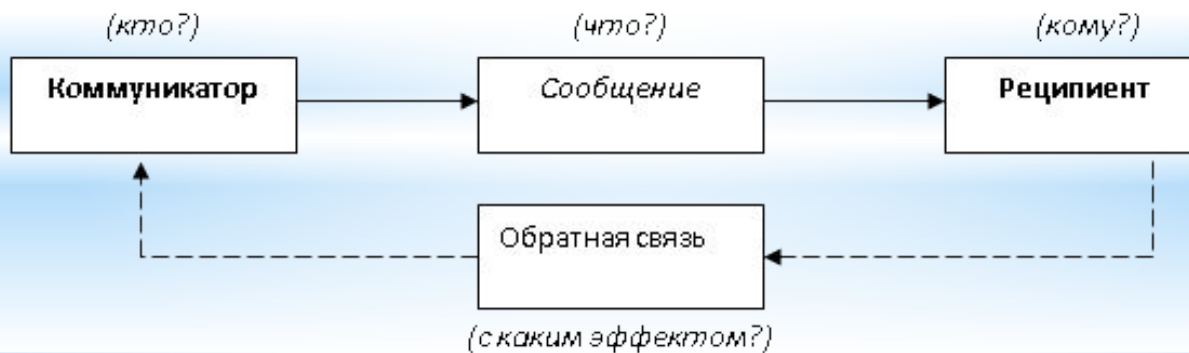 (кто?) (что?) (кому?)
Коммуникатор Сообщение Реципиент
Обратная связь
(с каким эффектом?)